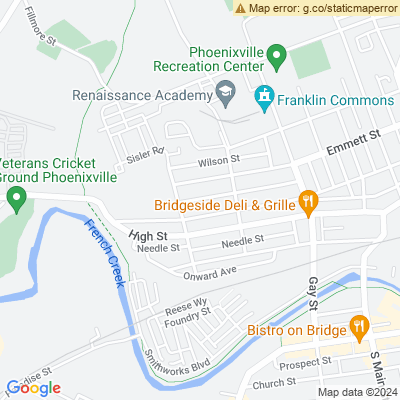 Map error: g.co/staticmaperror
Fillmore St
Phoenixville
Recreation Center
Renaissance Academy
Franklin Commons
Emmett St
Sisler Rd
Wilson St
Veterans Cricket
Ground Phoenixville
Bridgeside Deli & Grille
French Creek
High St
Needle St
Needle St
Onward Ave
Gay St
Reese Wy
Foundry St
Bistro on Bridge
Smithworks Blvd
Prospect St
S Main
Church St
Paradise St
Google
Map data ©2024